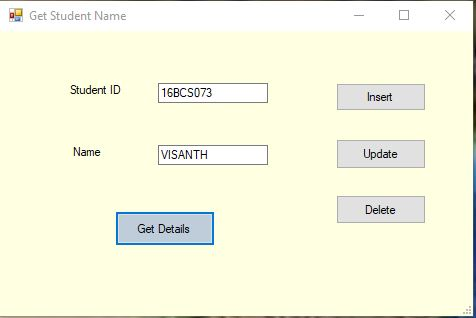 Get Student Name
Student ID 16BCS073 Insert
Name VISANTH Update
Delete
Get Details